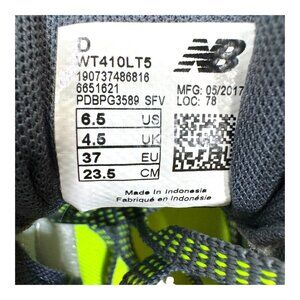 D
WT410LT5
190737486816
6651621
PDBPG3589 SFV
NB
MFG: 05/2017
LOC: 78
6.5 US
4.5 UK
37 EU
23.5 CM
Made in Indonesia
Fabriqué en Indonésie